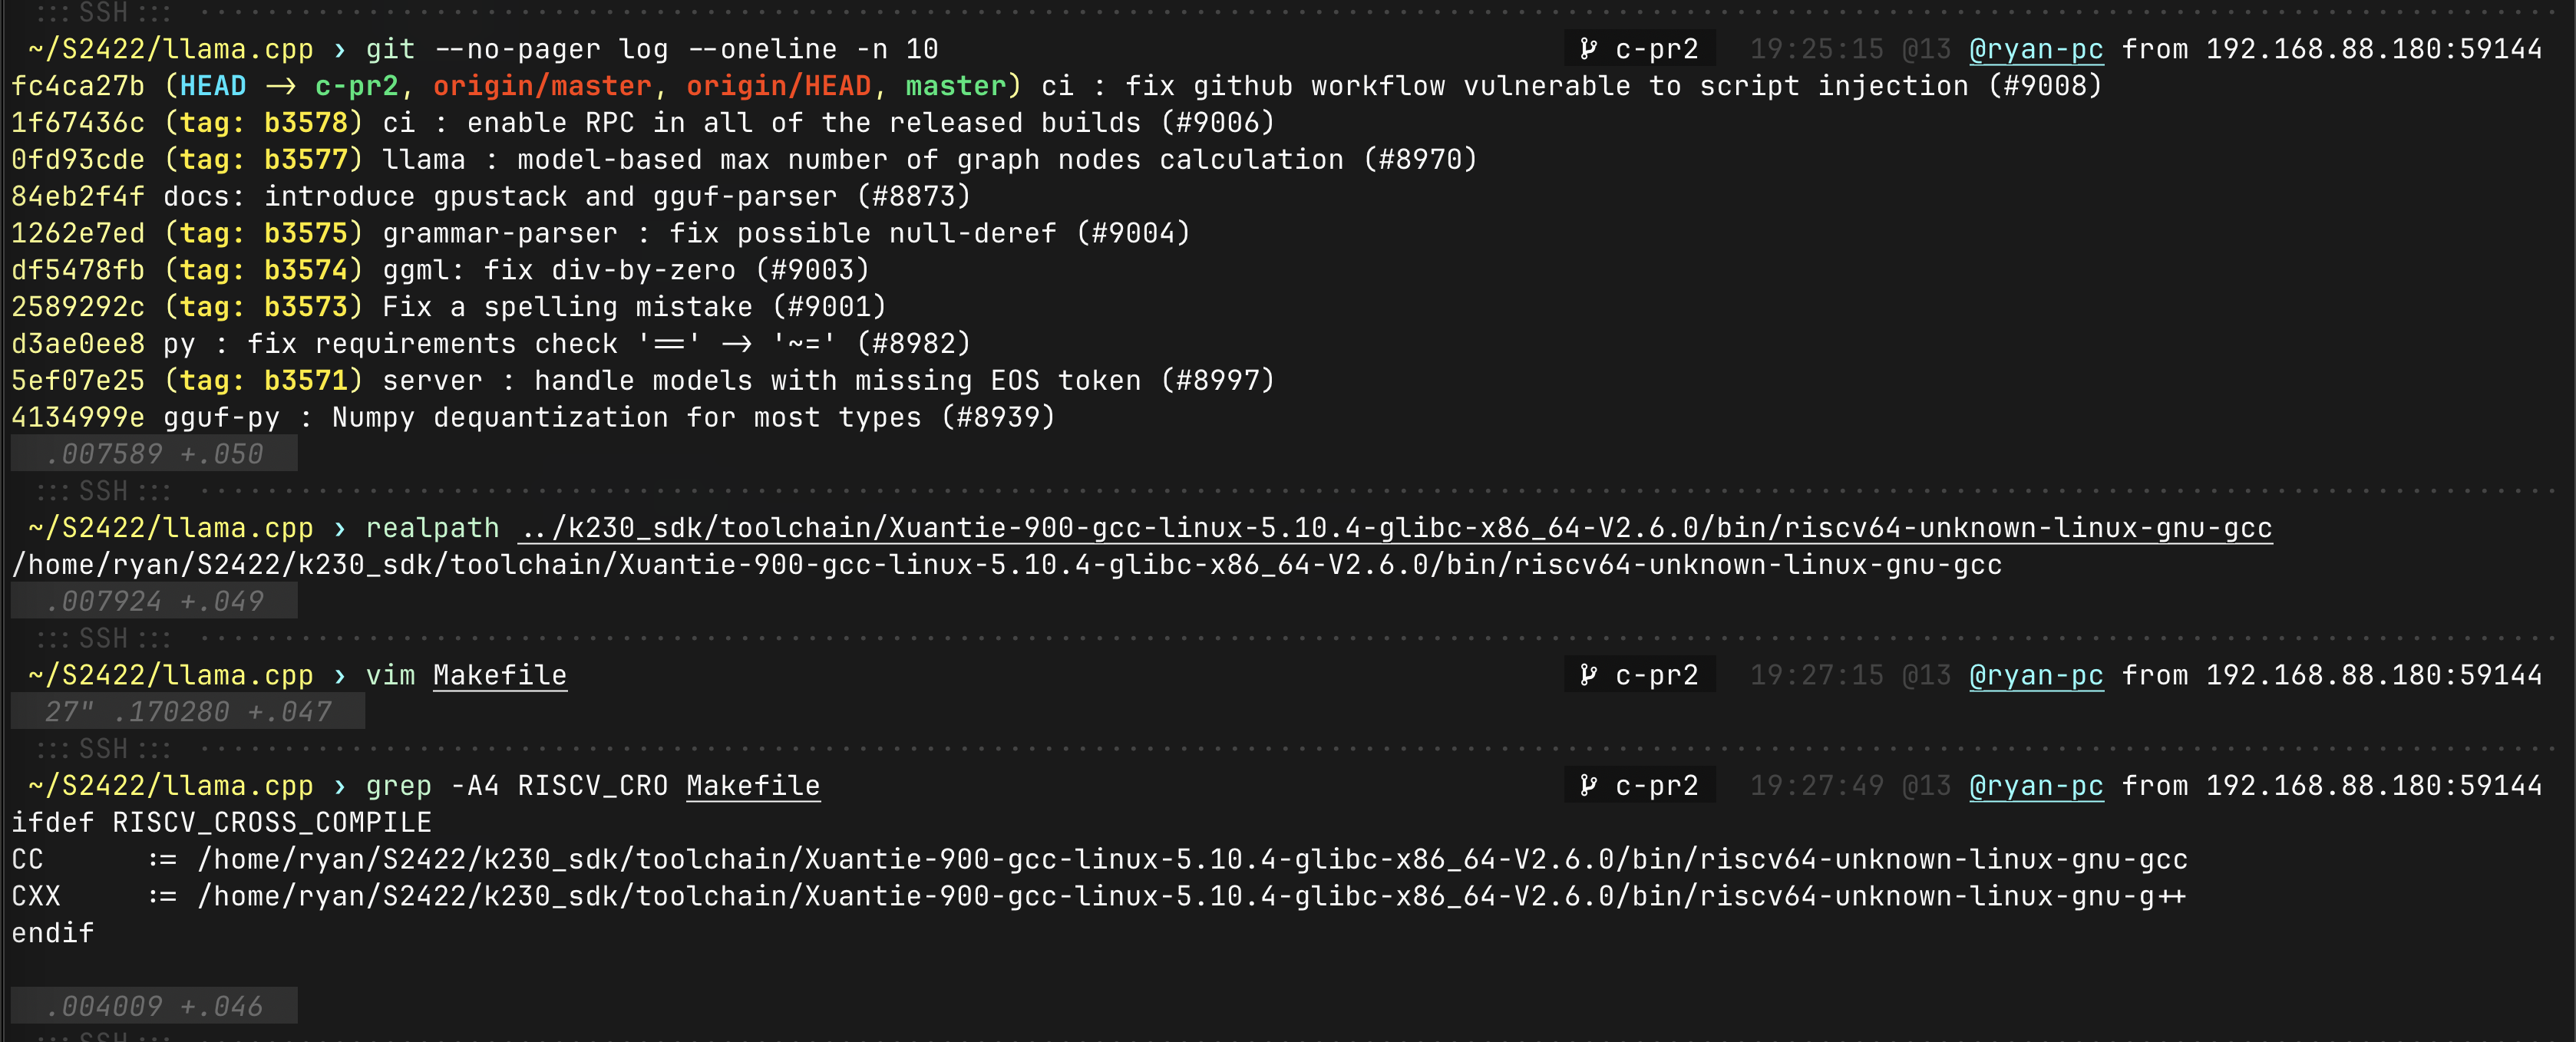 ::: SSH :::
~/S2422/llama.cpp › git --no-pager log --oneline -n 10 c-pr2 19:25:15 @13 @ryan-pc from 192.168.88.180:59144
fc4ca27b (HEAD -> c-pr2, origin/master, origin/HEAD, master) ci : fix github workflow vulnerable to script injection (#9008)
1f67436c (tag: b3578) ci : enable RPC in all of the released builds (#9006)
0fd93cde (tag: b3577) llama : model-based max number of graph nodes calculation (#8970)
84eb2f4f docs: introduce gpustack and gguf-parser (#8873)
1262e7ed (tag: b3575) grammar-parser : fix possible null-deref (#9004)
df5478fb (tag: b3574) ggml: fix div-by-zero (#9003)
2589292c (tag: b3573) Fix a spelling mistake (#9001)
d3ae0ee8 py : fix requirements check '==' -> '~=' (#8982)
5ef07e25 (tag: b3571) server : handle models with missing EOS token (#8997)
4134999e gguf-py : Numpy dequantization for most types (#8939)
.007589 +.050
::: SSH :::
~/S2422/llama.cpp › realpath ../k230_sdk/toolchain/Xuantie-900-gcc-linux-5.10.4-glibc-x86_64-V2.6.0/bin/riscv64-unknown-linux-gnu-gcc
/home/ryan/S2422/k230_sdk/toolchain/Xuantie-900-gcc-linux-5.10.4-glibc-x86_64-V2.6.0/bin/riscv64-unknown-linux-gnu-gcc
.007924 +.049
::: SSH :::
~/S2422/llama.cpp › vim Makefile c-pr2 19:27:15 @13 @ryan-pc from 192.168.88.180:59144
27" .170280 +.047
::: SSH :::
~/S2422/llama.cpp › grep -A4 RISCV_CRO Makefile c-pr2 19:27:49 @13 @ryan-pc from 192.168.88.180:59144
ifdef RISCV_CROSS_COMPILE
CC := /home/ryan/S2422/k230_sdk/toolchain/Xuantie-900-gcc-linux-5.10.4-glibc-x86_64-V2.6.0/bin/riscv64-unknown-linux-gnu-gcc
CXX := /home/ryan/S2422/k230_sdk/toolchain/Xuantie-900-gcc-linux-5.10.4-glibc-x86_64-V2.6.0/bin/riscv64-unknown-linux-gnu-g++
endif
.004009 +.046
::: SSH :::